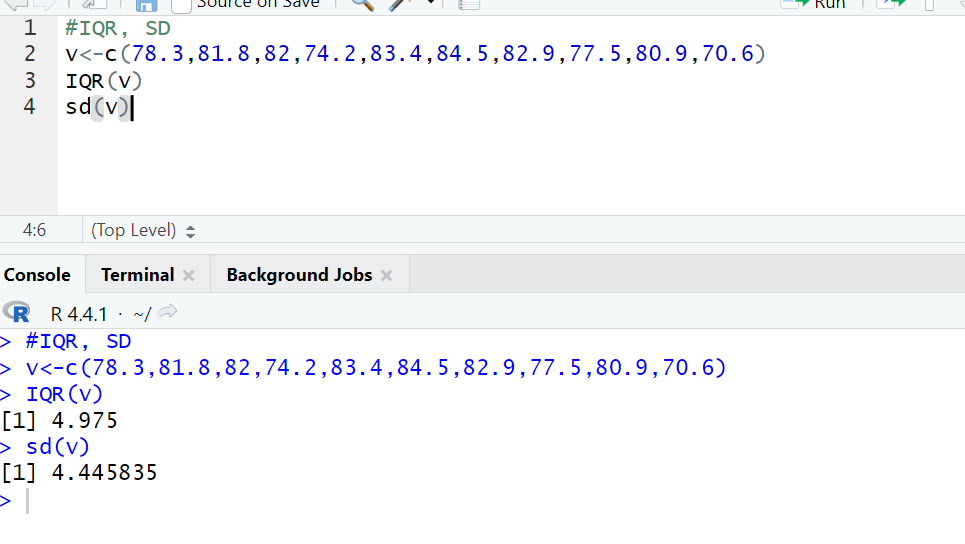 Source on Save Run
1 #IQR, SD
2 v<-c(78.3,81.8,82,74.2,83.4,84.5,82.9,77.5,80.9,70.6)
3 IQR(v)
4 sd(v)
4:6 (Top Level)
Console Terminal Background Jobs
R R 4.4.1 · ~/
> #IQR, SD
> v<-c(78.3,81.8,82,74.2,83.4,84.5,82.9,77.5,80.9,70.6)
> IQR(v)
[1] 4.975
> sd(v)
[1] 4.445835
>